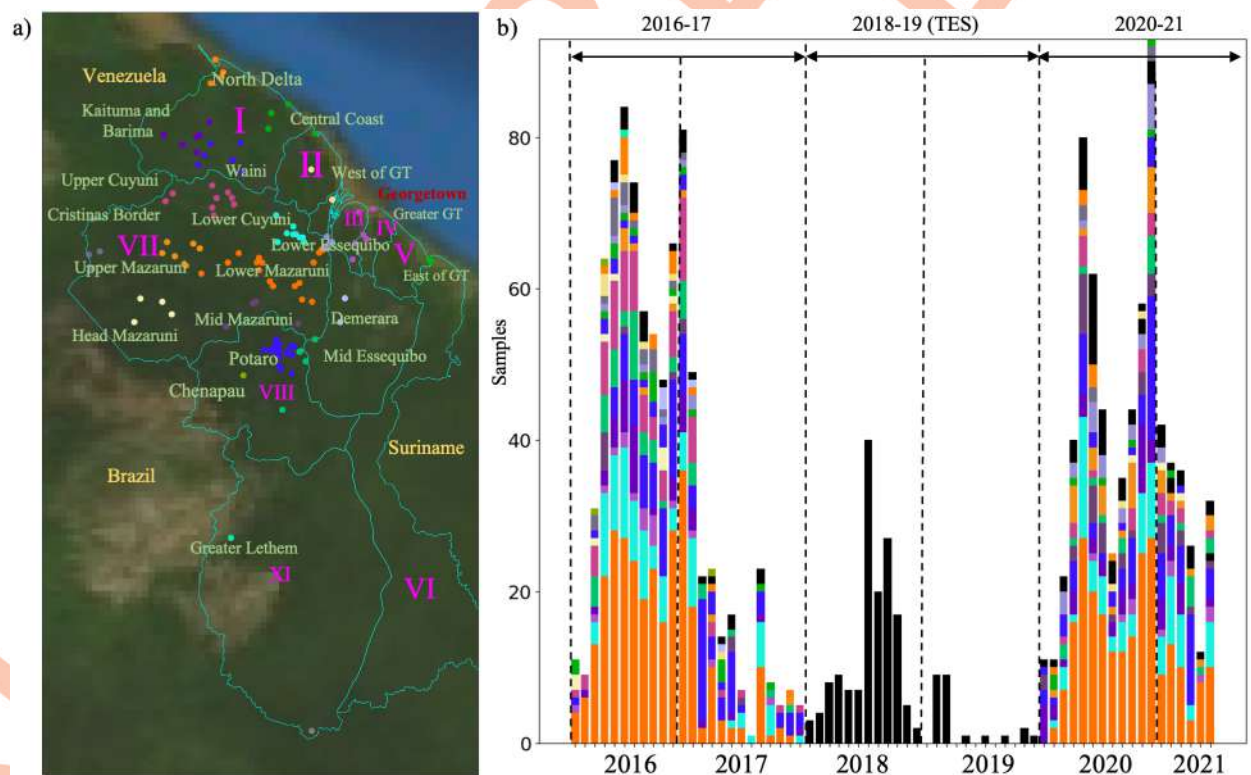 a)
Venezuela
North Delta
Kaituma and
Barima
I
Central Coast
Waini
II
West of GT
Upper Cuyuni
Georgetown
Cristinas Border
Lower Cuyuni
III
IV
Greater GT
VII
Lower Essequibo
V
Upper Mazaruni
Lower Mazaruni
East of GT
Head Mazaruni
Mid Mazaruni
Demerara
Potaro
Mid Essequibo
Chenapau
VIII
Suriname
Brazil
Greater Lethem
XI
VI
b)
2016-17
2018-19 (TES)
2020-21
Samples
80
60
40
20
0
2016
2017
2018
2019
2020
2021